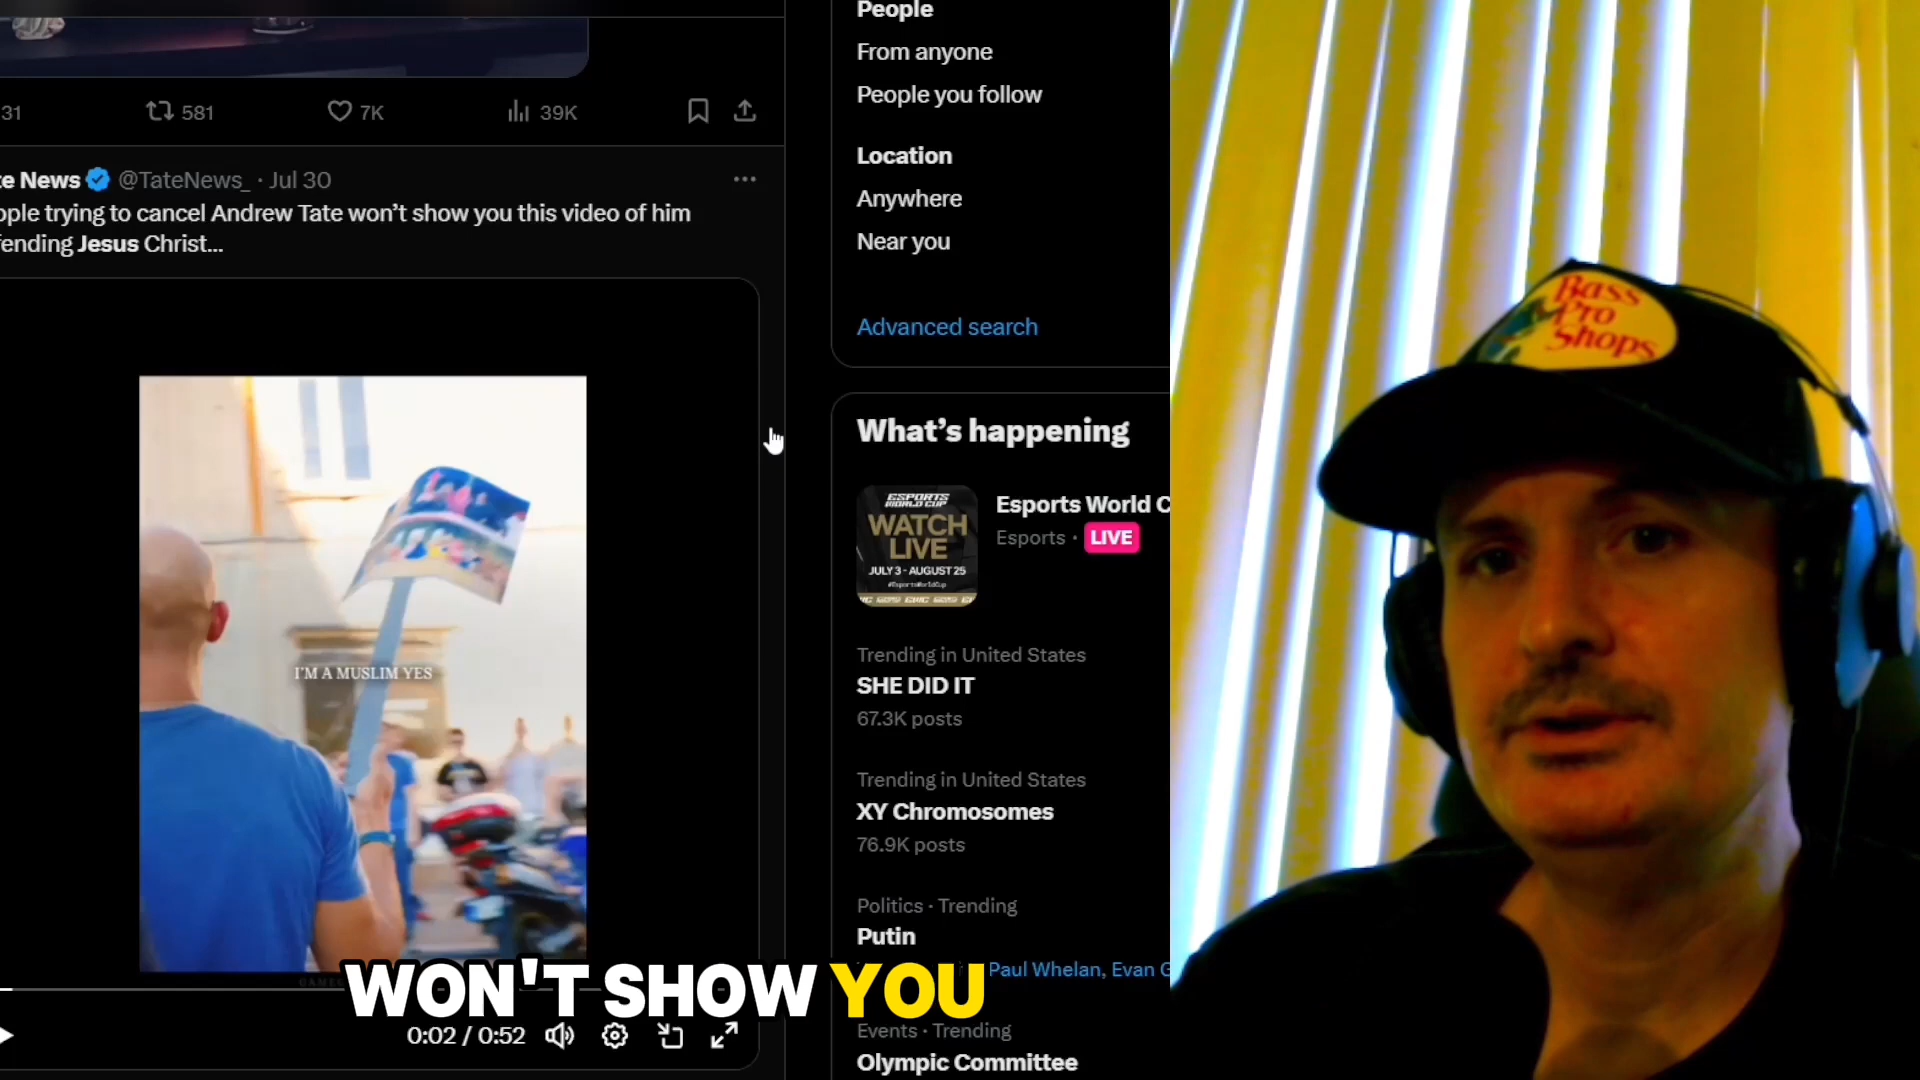 31
581
7K
39K
te News @TateNews_ · Jul 30
ople trying to cancel Andrew Tate won't show you this video of him
fending Jesus Christ...
I'M A MUSLIM YES
WON'T SHOW YOU
0:02 / 0:52
People
From anyone
People you follow
Location
Anywhere
Near you
Advanced search
What's happening
ESPORTS
WORLD CUP
WATCH
LIVE
JULY 3 - AUGUST 25
#EsportsWorldCup
Esports World C
Esports · LIVE
Trending in United States
SHE DID IT
67.3K posts
Trending in United States
XY Chromosomes
76.9K posts
Politics · Trending
Putin
Paul Whelan, Evan G
Events · Trending
Olympic Committee
Bass
Pro
Shops